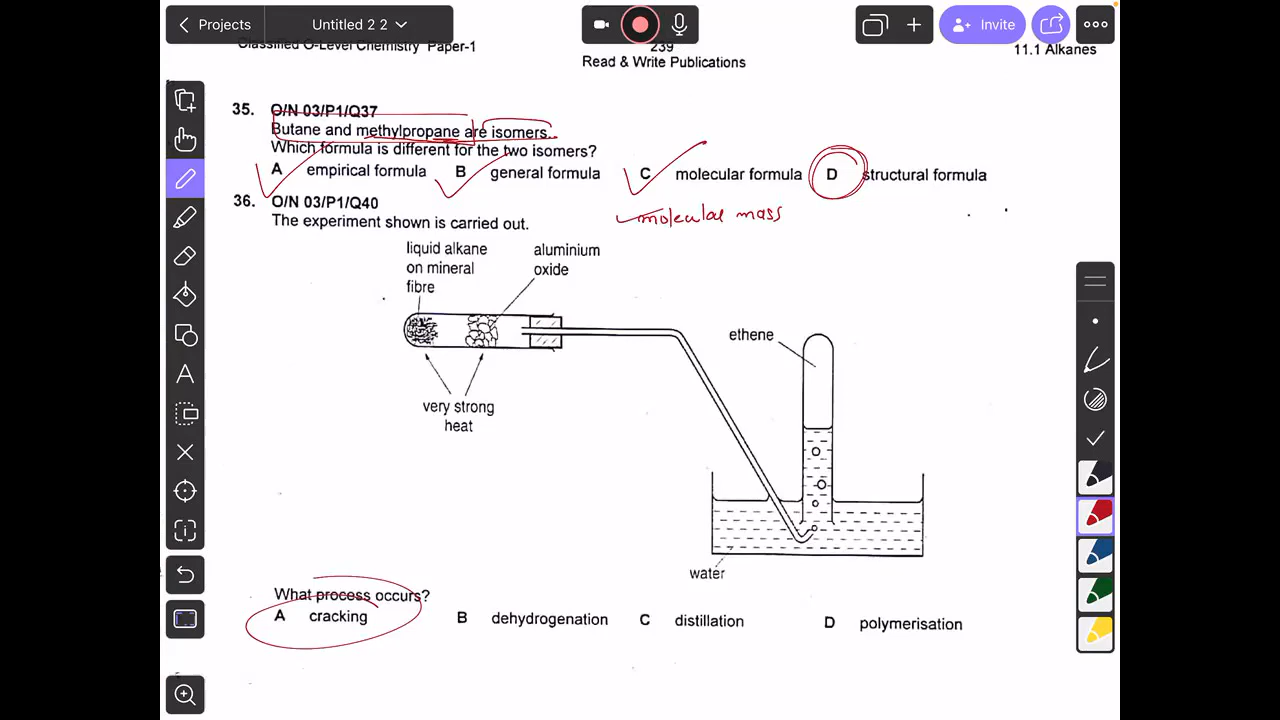 Projects
Untitled 2 2
Invite
Classified O-Level Chemistry Paper-1
239
Read & Write Publications
11.1 Alkanes
35. O/N 03/P1/Q37
Butane and methylpropane are isomers.
Which formula is different for the two isomers?
A empirical formula B general formula C molecular formula D structural formula
molecular mass
36. O/N 03/P1/Q40
The experiment shown is carried out.
liquid alkane
on mineral
fibre
aluminium
oxide
ethene
very strong
heat
water
What process occurs?
A cracking B dehydrogenation C distillation D polymerisation